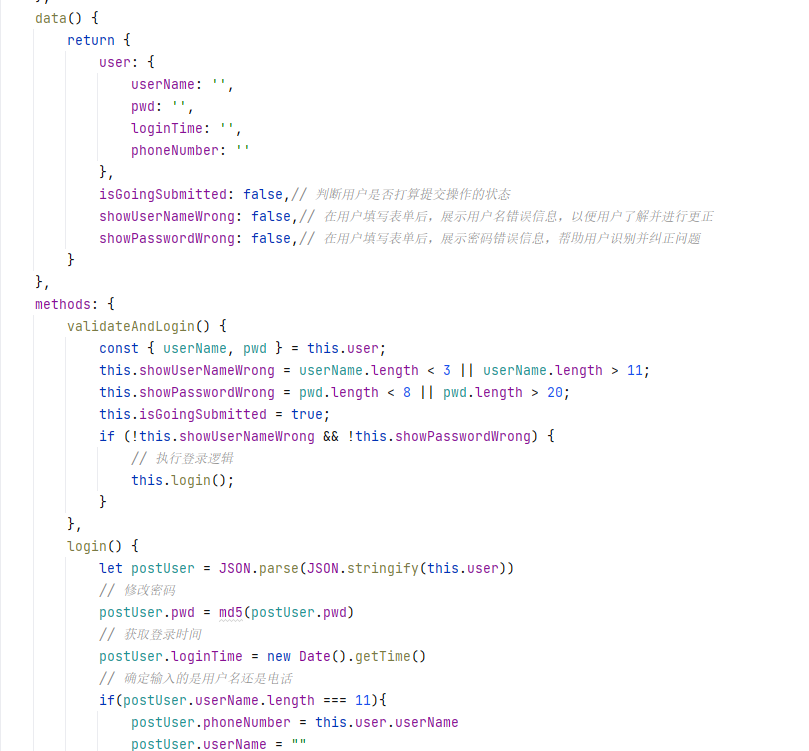 },
data() {
return {
user: {
userName: '',
pwd: '',
loginTime: '',
phoneNumber: ''
},
isGoingSubmitted: false,// 判断用户是否打算提交操作的状态
showUserNameWrong: false,// 在用户填写表单后，展示用户名错误信息，以便用户了解并进行更正
showPasswordWrong: false,// 在用户填写表单后，展示密码错误信息，帮助用户识别并纠正问题
}
},
methods: {
validateAndLogin() {
const { userName, pwd } = this.user;
this.showUserNameWrong = userName.length < 3 || userName.length > 11;
this.showPasswordWrong = pwd.length < 8 || pwd.length > 20;
this.isGoingSubmitted = true;
if (!this.showUserNameWrong && !this.showPasswordWrong) {
// 执行登录逻辑
this.login();
}
},
login() {
let postUser = JSON.parse(JSON.stringify(this.user))
// 修改密码
postUser.pwd = md5(postUser.pwd)
// 获取登录时间
postUser.loginTime = new Date().getTime()
// 确定输入的是用户名还是电话
if(postUser.userName.length === 11){
postUser.phoneNumber = this.user.userName
postUser.userName = ""